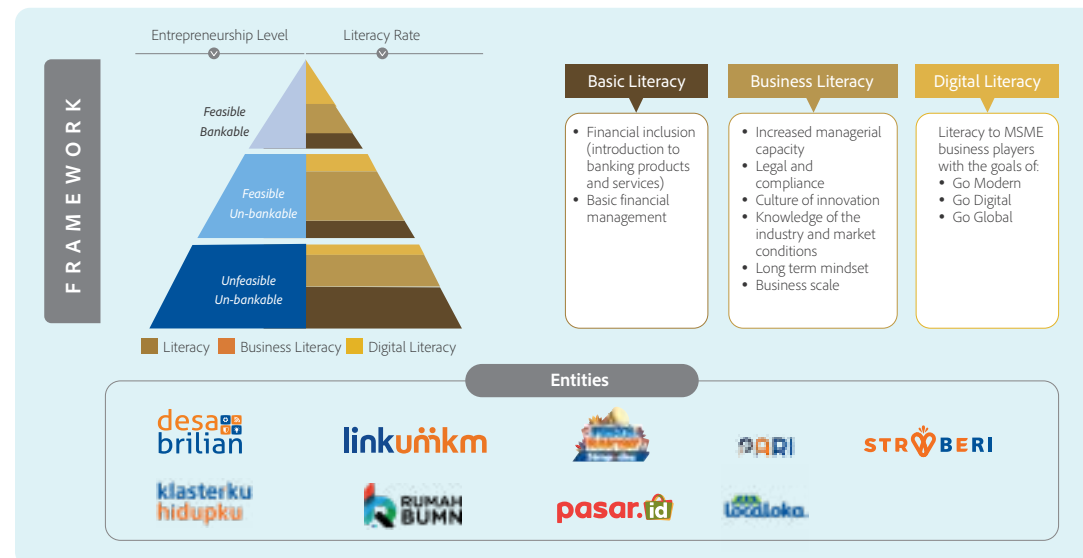 FRAMEWORK
Entrepreneurship Level
Literacy Rate
Feasible
Bankable
Feasible
Un-bankable
Unfeasible
Un-bankable
Literacy
Business Literacy
Digital Literacy
Basic Literacy
• Financial inclusion
(introduction to
banking products
and services)
• Basic financial
management
Business Literacy
• Increased managerial
capacity
• Legal and
compliance
• Culture of innovation
• Knowledge of the
industry and market
conditions
• Long term mindset
• Business scale
Digital Literacy
Literacy to MSME
business players
with the goals of:
• Go Modern
• Go Digital
• Go Global
Entities
desa
brilian
linkumkm
PARI
STROBERI
klasterku
hidupku
RUMAH
BUMN
pasar.id
localoka